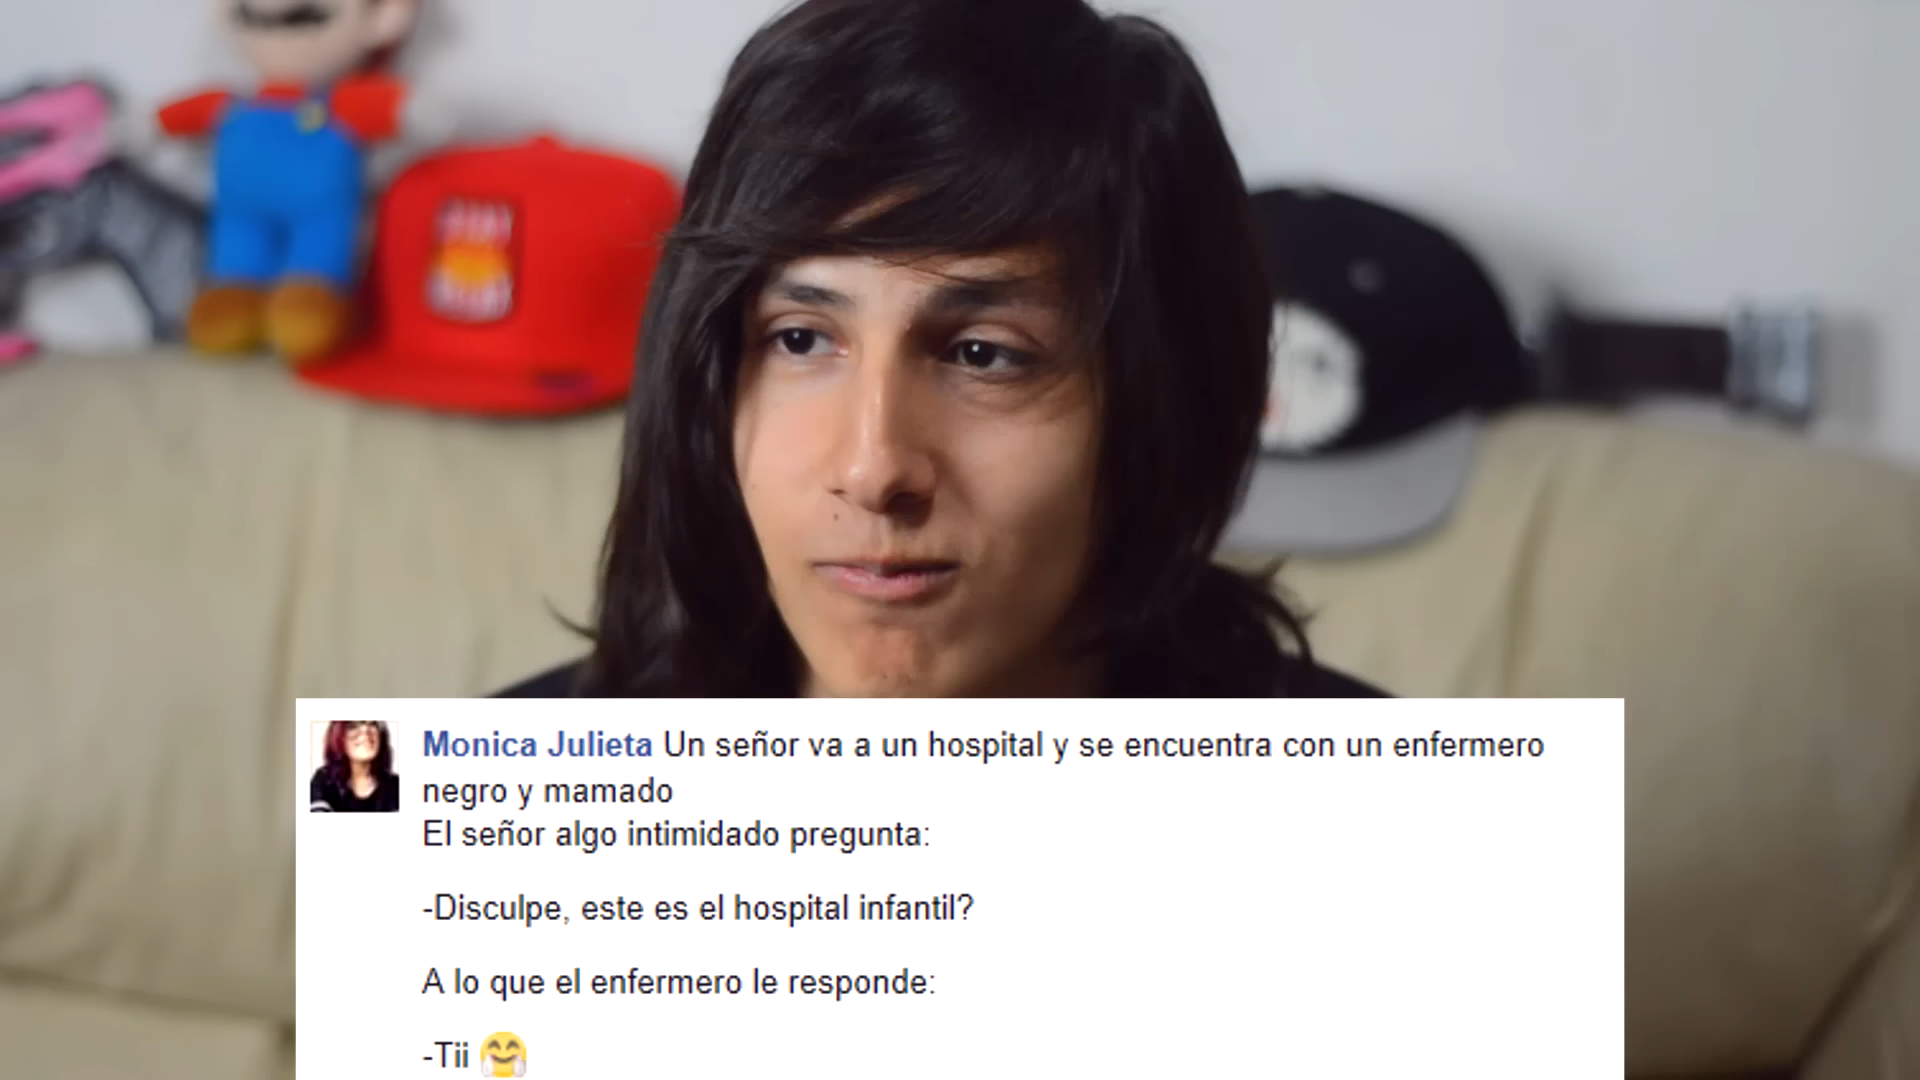 Monica Julieta Un señor va a un hospital y se encuentra con un enfermero
negro y mamado
El señor algo intimidado pregunta:
-Disculpe, este es el hospital infantil?
A lo que el enfermero le responde:
-Tii 🤗